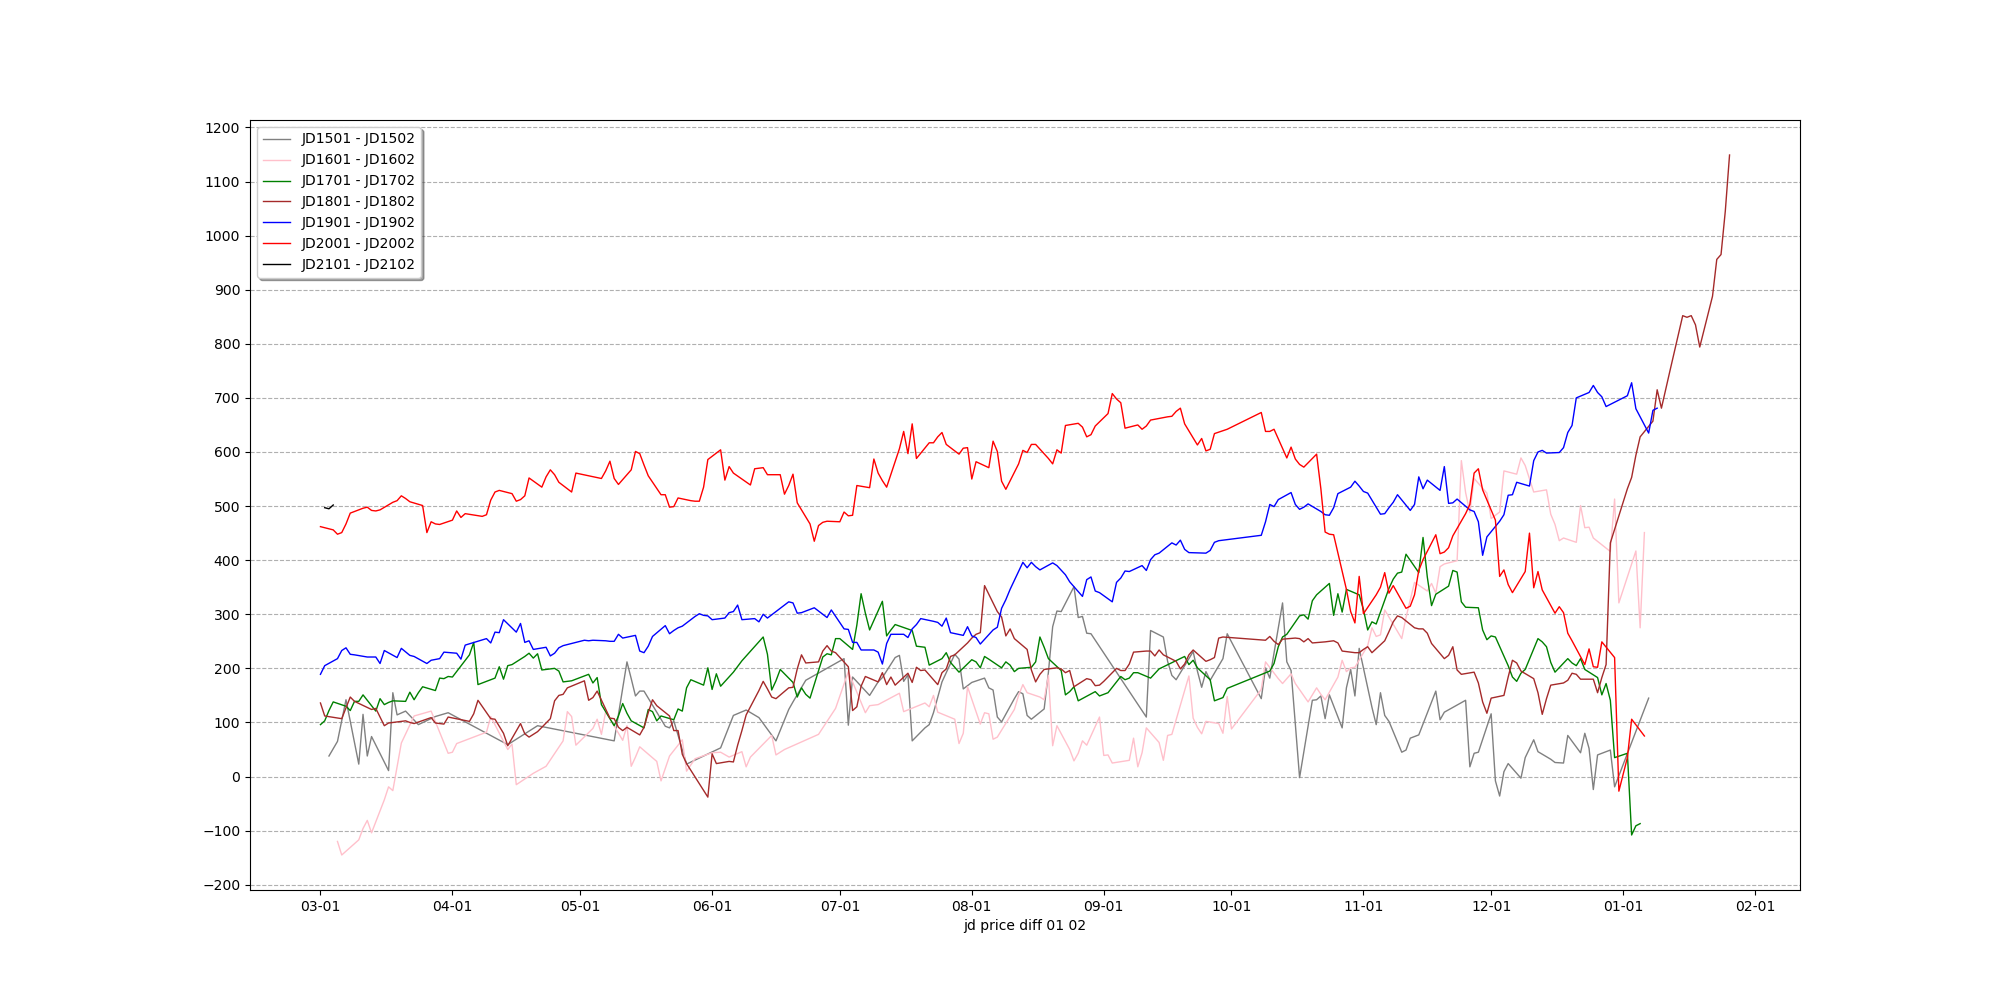 1200
1100
1000
900
800
700
600
500
400
300
200
100
0
−100
−200
JD1501 - JD1502
JD1601 - JD1602
JD1701 - JD1702
JD1801 - JD1802
JD1901 - JD1902
JD2001 - JD2002
JD2101 - JD2102
03-01 04-01 05-01 06-01 07-01 08-01 09-01 10-01 11-01 12-01 01-01 02-01
jd price diff 01 02